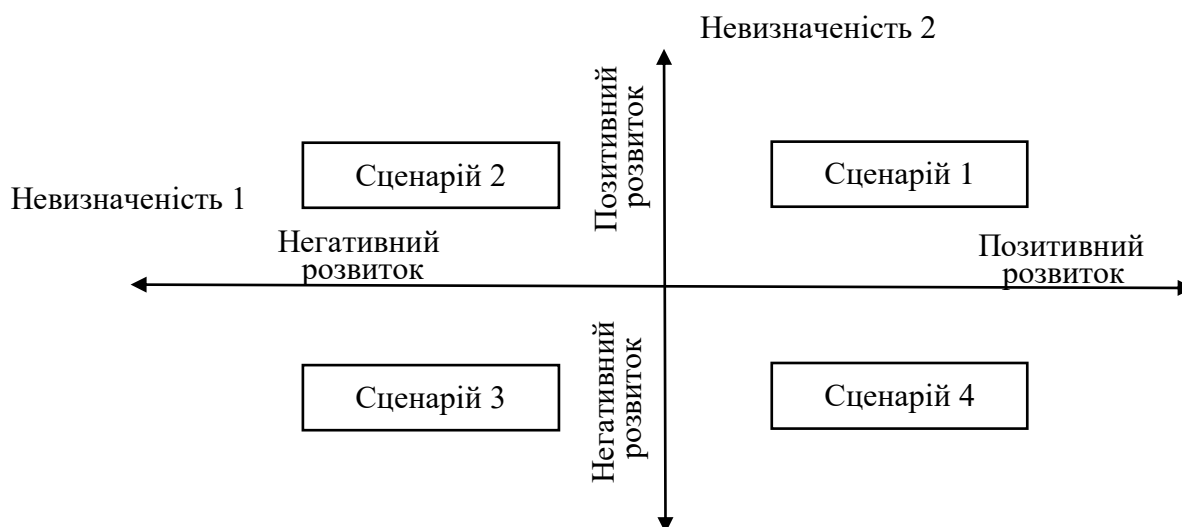 Невизначеність 2
Позитивний
розвиток
Сценарій 2
Сценарій 1
Невизначеність 1
Негативний
розвиток
Позитивний
розвиток
Негативний
розвиток
Сценарій 3
Сценарій 4